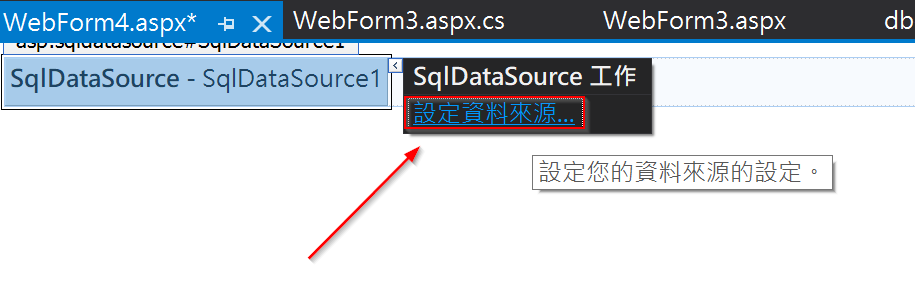 WebForm4.aspx* WebForm3.aspx.cs WebForm3.aspx db
asp:sqldatasource#SqlDataSource1
SqlDataSource - SqlDataSource1
SqlDataSource 工作
設定資料來源...
設定您的資料來源的設定。